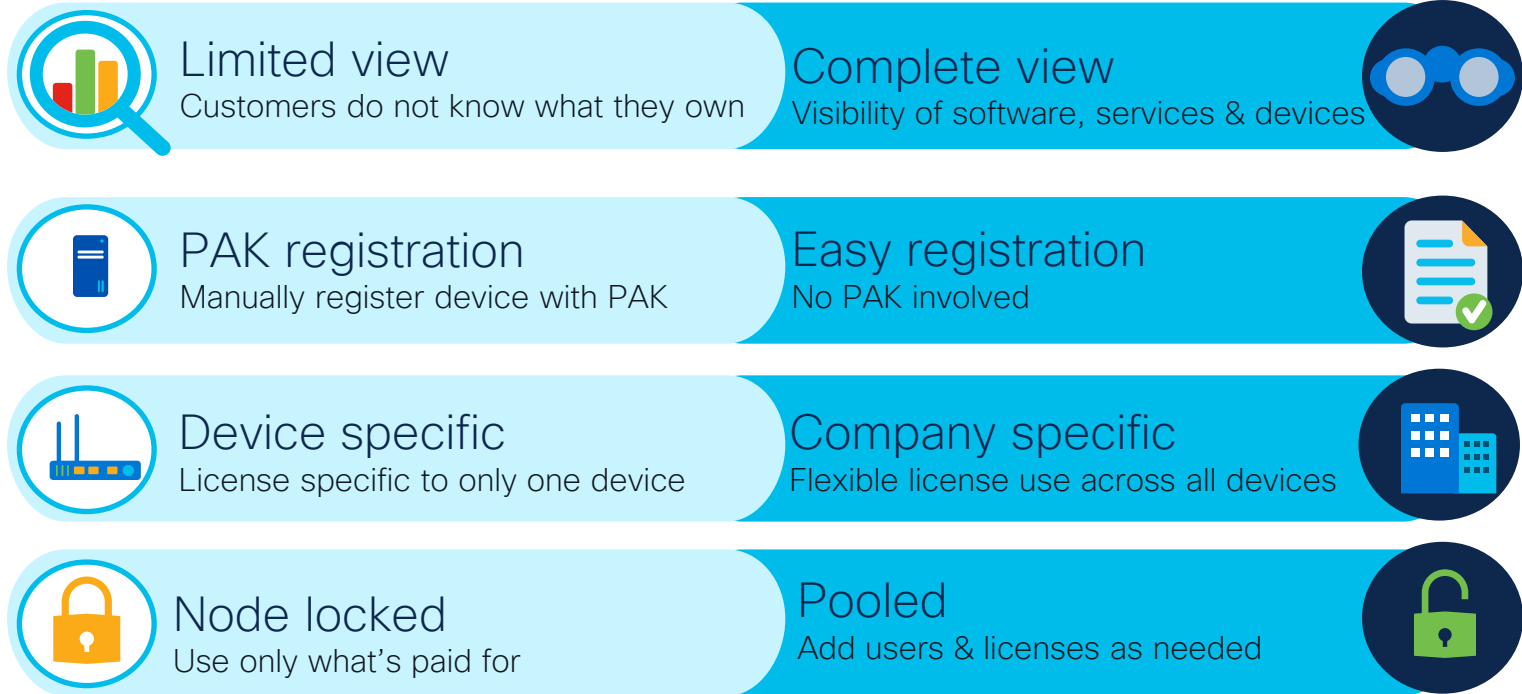 Limited view
Customers do not know what they own
Complete view
Visibility of software, services & devices
PAK registration
Manually register device with PAK
Easy registration
No PAK involved
Device specific
License specific to only one device
Company specific
Flexible license use across all devices
Node locked
Use only what’s paid for
Pooled
Add users & licenses as needed